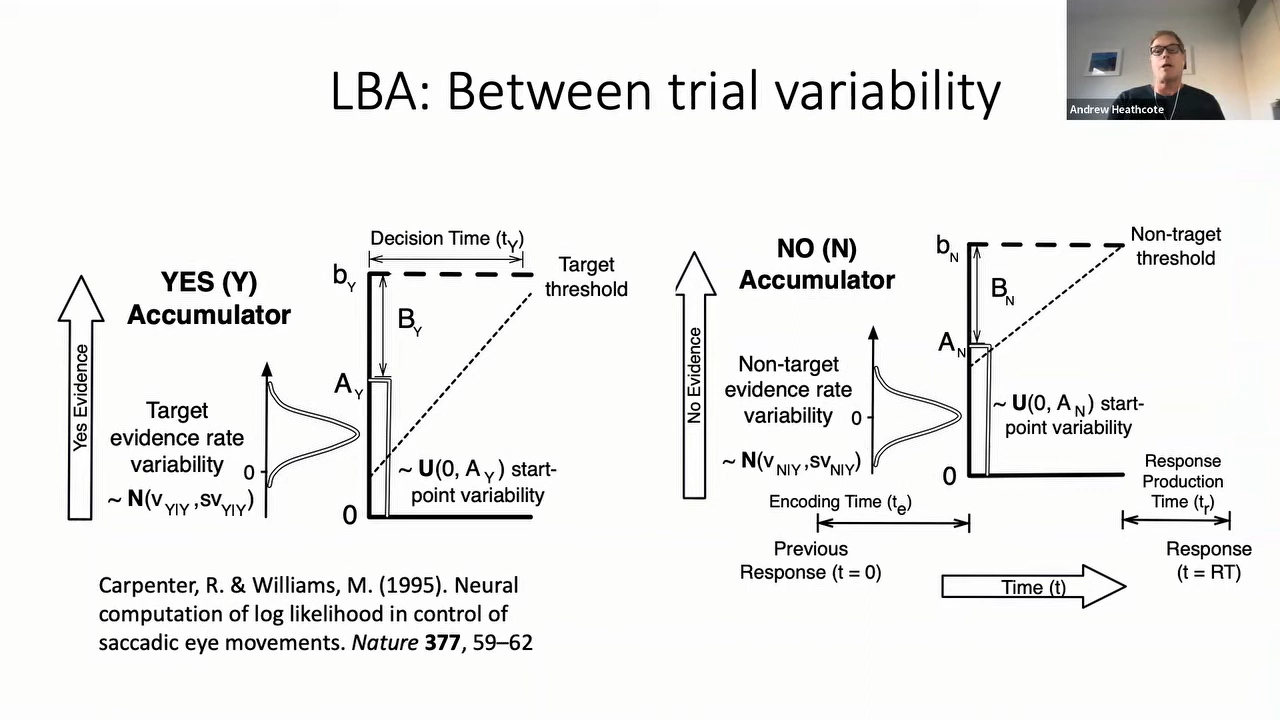 LBA: Between trial variability
Andrew Heathcote
Yes Evidence
YES (Y)
Accumulator
Target
evidence rate
variability
~ N(vY|Y,svY|Y)
0
Decision Time (tY)
bY
BY
AY
0
Target
threshold
~ U(0, AY) start-
point variability
No Evidence
NO (N)
Accumulator
Non-target
evidence rate
variability
~ N(vN|Y,svN|Y)
0
bN
BN
AN
0
Non-traget
threshold
~ U(0, AN) start-
point variability
Encoding Time (te)
Previous
Response (t = 0)
Response
Production
Time (tr)
Response
(t = RT)
Time (t)
Carpenter, R. & Williams, M. (1995). Neural
computation of log likelihood in control of
saccadic eye movements. Nature 377, 59–62